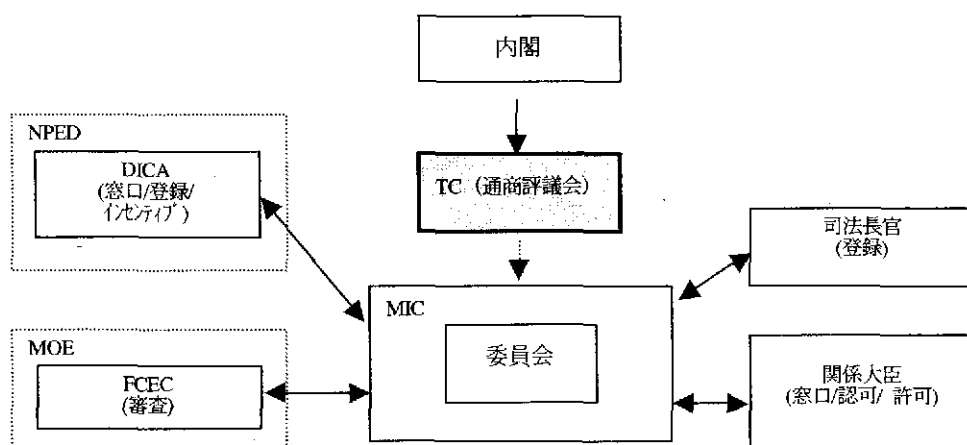 内閣
NPED
DICA
(窓口/登録/
インセンティブ)
TC（通商評議会）
司法長官
(登録)
MIC
委員会
MOE
FCEC
(審査)
関係大臣
(窓口/認可/ 許可)